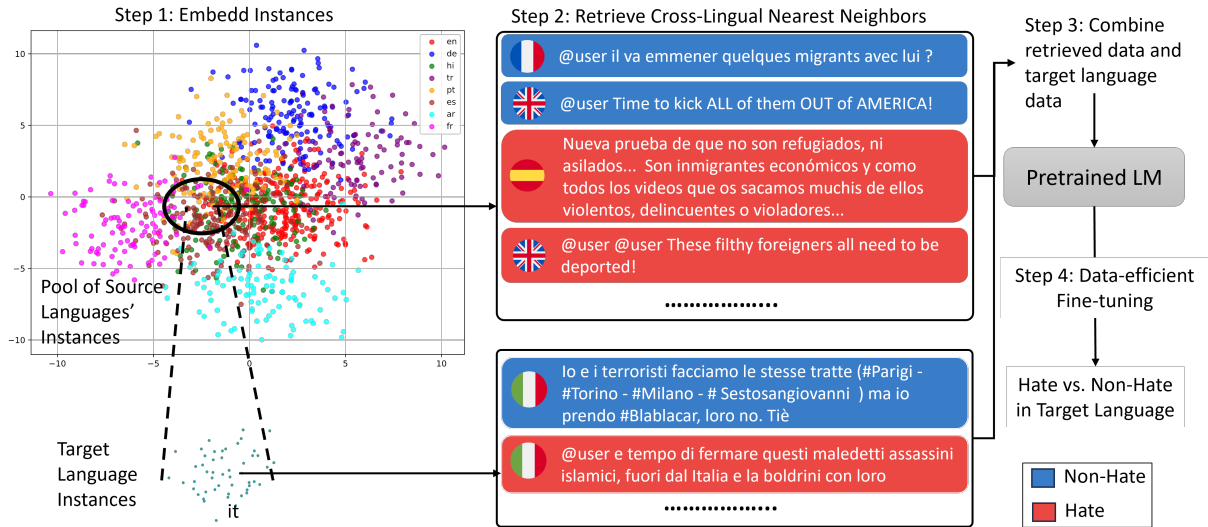 Step 1: Embedd Instances
10
5
0
−5
−10
−10
−5
0
5
10
en
de
hi
tr
pt
es
ar
fr
Pool of Source
Languages’
Instances
Target
Language
Instances
it
Step 2: Retrieve Cross-Lingual Nearest Neighbors
@user il va emmener quelques migrants avec lui ?
@user Time to kick ALL of them OUT of AMERICA!
Nueva prueba de que no son refugiados, ni
asilados... Son inmigrantes económicos y como
todos los videos que os sacamos muchis de ellos
violentos, delincuentes o violadores...
@user @user These filthy foreigners all need to be
deported!
Io e i terroristi facciamo le stesse tratte (#Parigi -
#Torino - #Milano - # Sestosangiovanni ) ma io
prendo #Blablacar, loro no. Tiè
@user e tempo di fermare questi maledetti assassini
islamici, fuori dal Italia e la boldrini con loro
Step 3: Combine
retrieved data and
target language
data
Pretrained LM
Step 4: Data-efficient
Fine-tuning
Hate vs. Non-Hate
in Target Language
Non-Hate
Hate